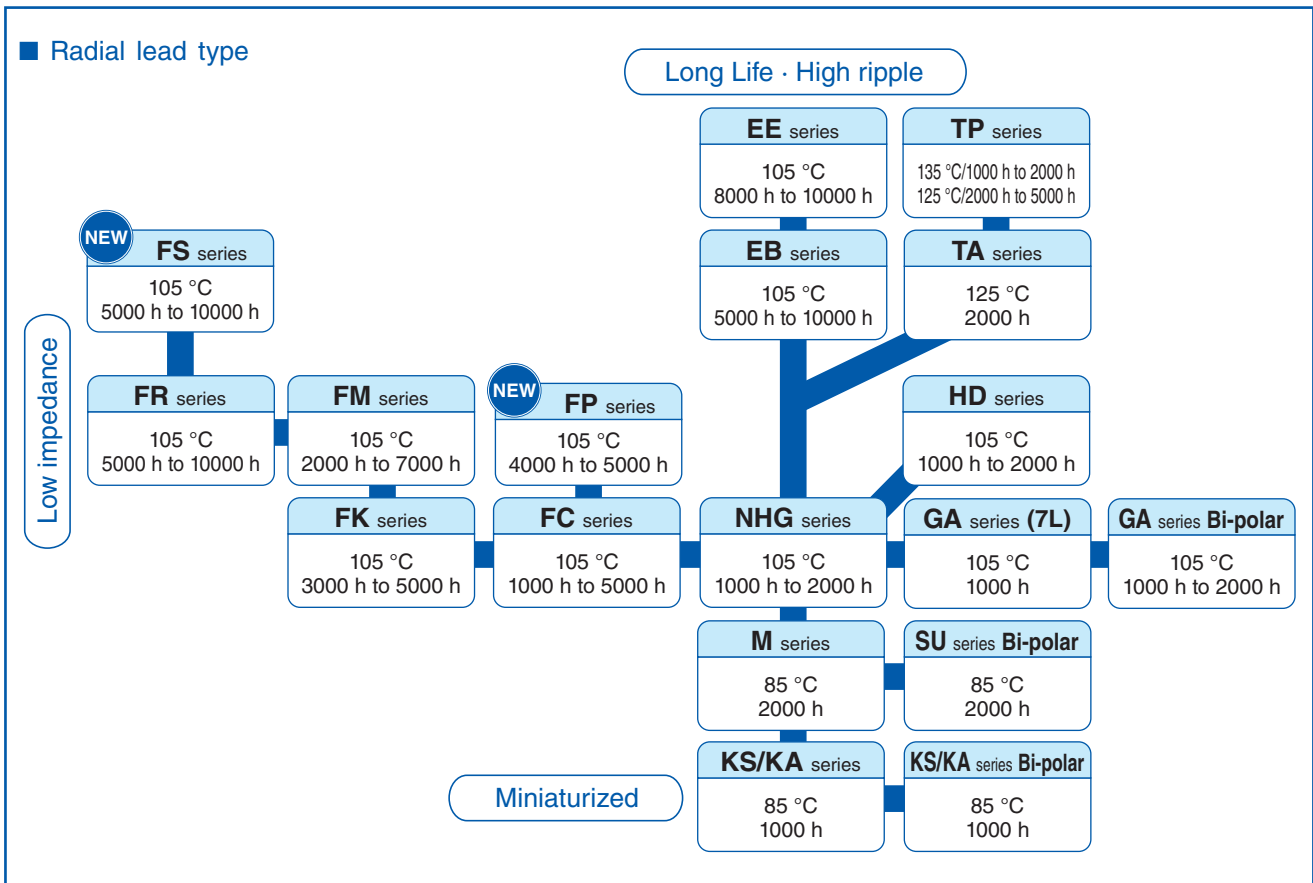 ■ Radial lead type
Long Life · High ripple
EE series
105 °C
8000 h to 10000 h
TP series
135 °C/1000 h to 2000 h
125 °C/2000 h to 5000 h
NEW
FS series
105 °C
5000 h to 10000 h
EB series
105 °C
5000 h to 10000 h
TA series
125 °C
2000 h
Low impedance
FR series
105 °C
5000 h to 10000 h
FM series
105 °C
2000 h to 7000 h
NEW
FP series
105 °C
4000 h to 5000 h
HD series
105 °C
1000 h to 2000 h
FK series
105 °C
3000 h to 5000 h
FC series
105 °C
1000 h to 5000 h
NHG series
105 °C
1000 h to 2000 h
GA series (7L)
105 °C
1000 h
GA series Bi-polar
105 °C
1000 h to 2000 h
M series
85 °C
2000 h
SU series Bi-polar
85 °C
2000 h
Miniaturized
KS/KA series
85 °C
1000 h
KS/KA series Bi-polar
85 °C
1000 h